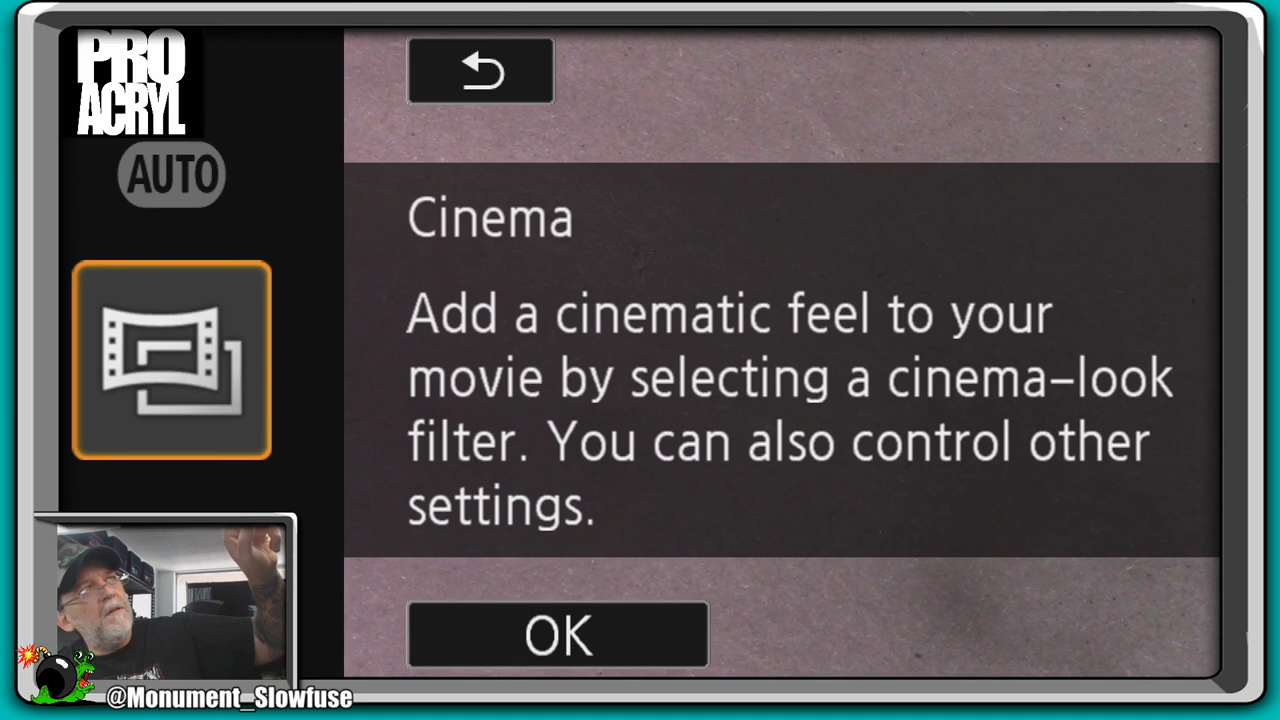 PRO
ACRYL
AUTO
Cinema
Add a cinematic feel to your
movie by selecting a cinema–look
filter. You can also control other
settings.
OK
@Monument_Slowfuse